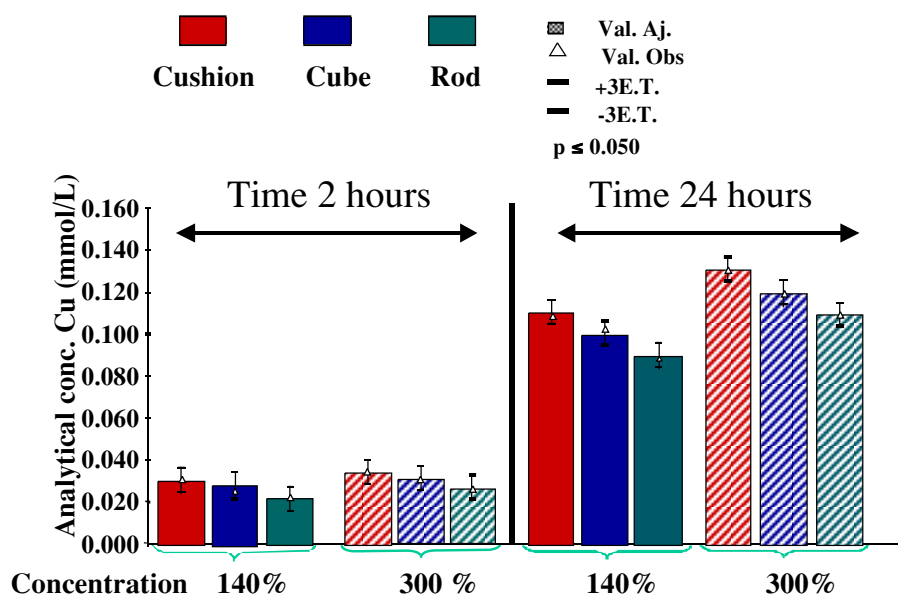 Cushion Cube Rod
Val. Aj.
Val. Obs
+3E.T.
-3E.T.
p ≤ 0.050
Time 2 hours Time 24 hours
Analytical conc. Cu (mmol/L)
0.160
0.140
0.120
0.100
0.080
0.060
0.040
0.020
0.000
Concentration 140% 300 % 140% 300%